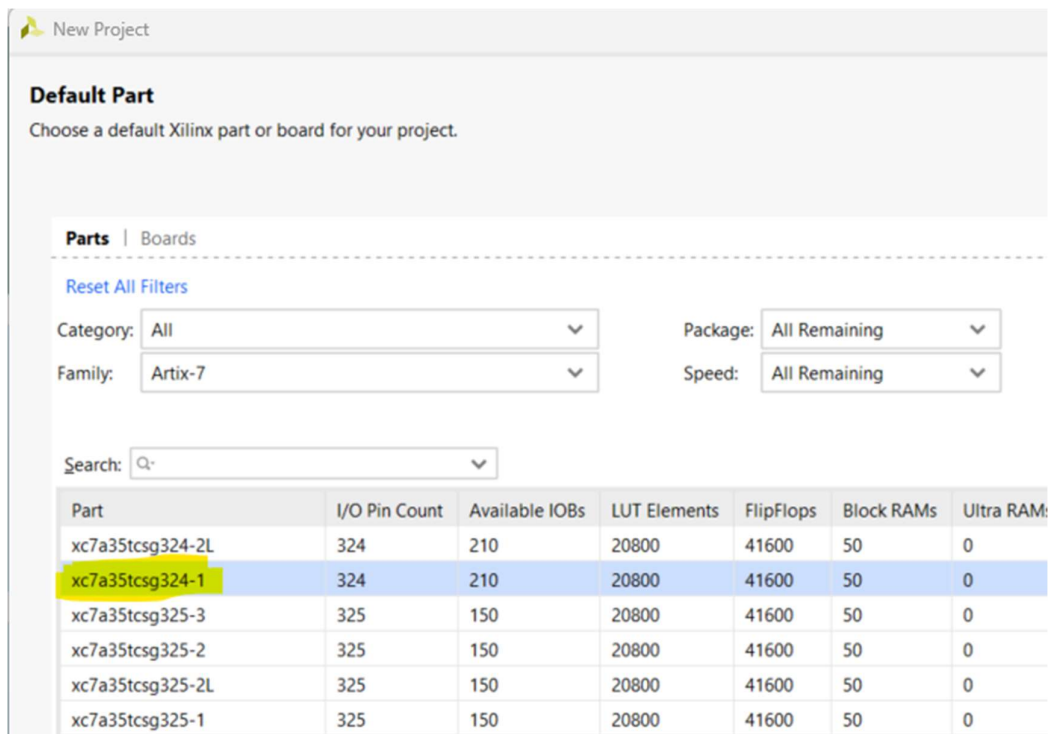 New Project
Default Part
Choose a default Xilinx part or board for your project.
Parts | Boards
Reset All Filters
Category: All Package: All Remaining
Family: Artix-7 Speed: All Remaining
Search:
Part I/O Pin Count Available IOBs LUT Elements FlipFlops Block RAMs Ultra RAMs
xc7a35tcsg324-2L 324 210 20800 41600 50 0
xc7a35tcsg324-1 324 210 20800 41600 50 0
xc7a35tcsg325-3 325 150 20800 41600 50 0
xc7a35tcsg325-2 325 150 20800 41600 50 0
xc7a35tcsg325-2L 325 150 20800 41600 50 0
xc7a35tcsg325-1 325 150 20800 41600 50 0